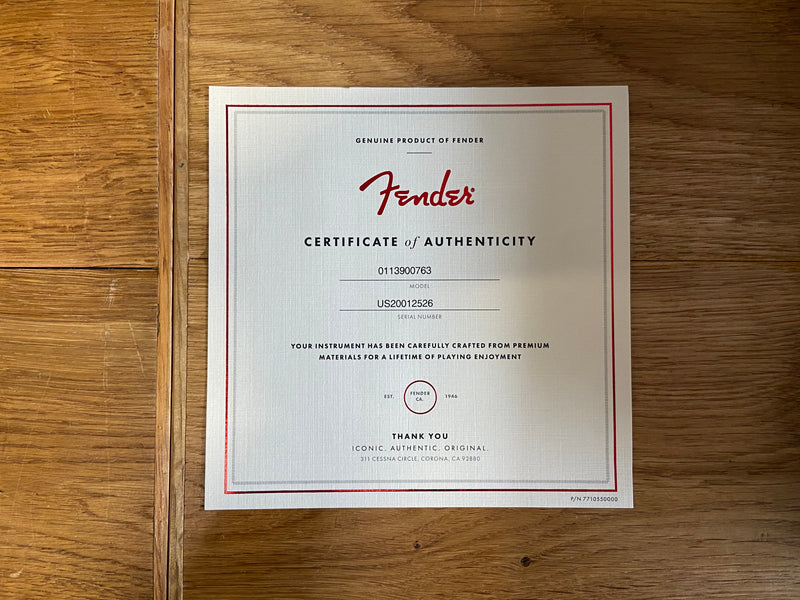 GENUINE PRODUCT OF FENDER
Fender
CERTIFICATE of AUTHENTICITY
0113900763
MODEL
US20012526
SERIAL NUMBER
YOUR INSTRUMENT HAS BEEN CAREFULLY CRAFTED FROM PREMIUM
MATERIALS FOR A LIFETIME OF PLAYING ENJOYMENT
EST. FENDER CA. 1946
THANK YOU
ICONIC. AUTHENTIC. ORIGINAL.
311 CESSNA CIRCLE, CORONA, CA 92880
P/N 7710550000